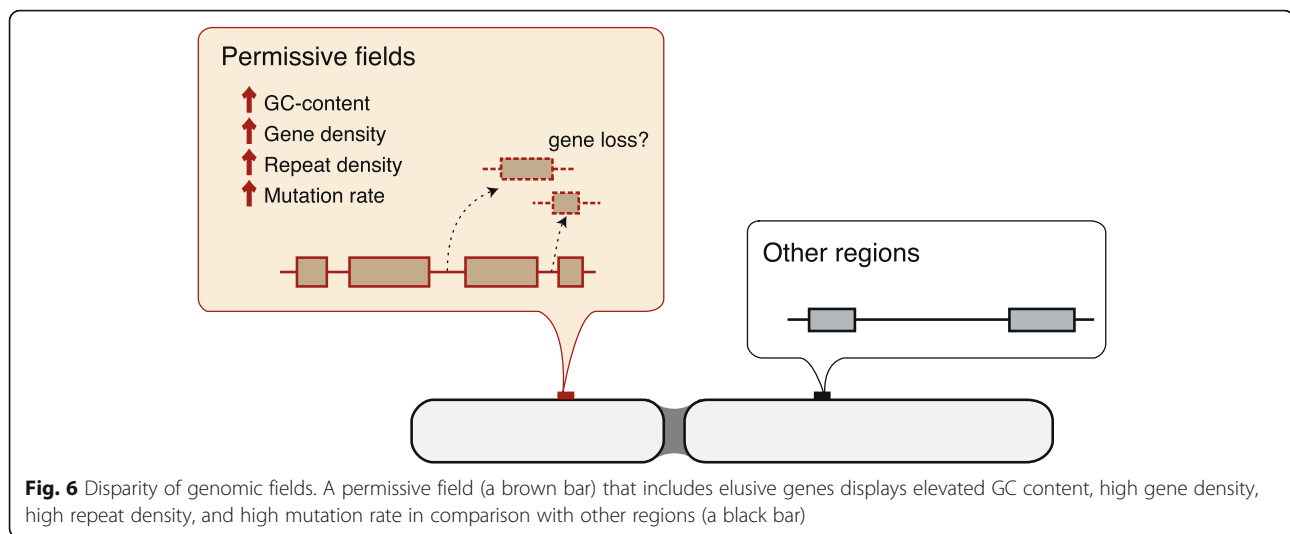 Permissive fields
GC-content
Gene density
Repeat density
Mutation rate
gene loss?
Other regions
Fig. 6 Disparity of genomic fields. A permissive field (a brown bar) that includes elusive genes displays elevated GC content, high gene density,
high repeat density, and high mutation rate in comparison with other regions (a black bar)